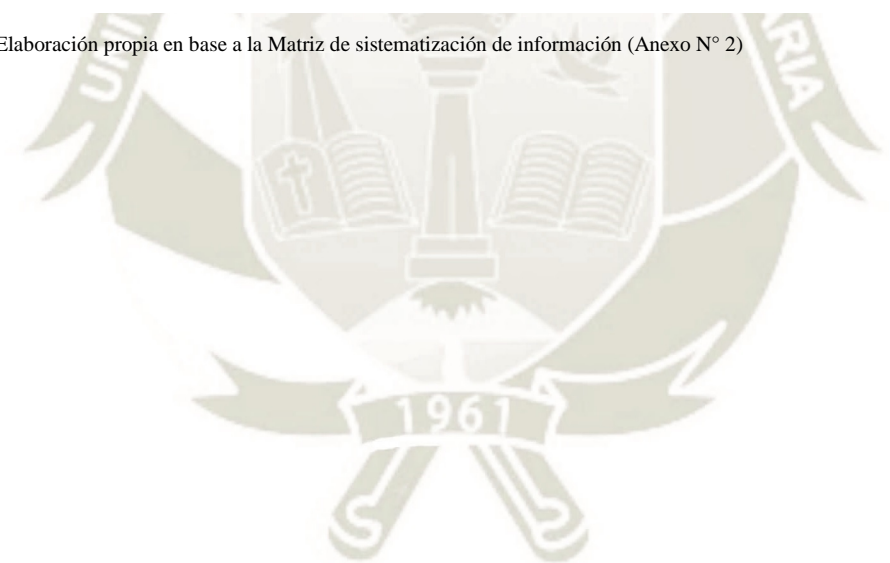 Elaboración propia en base a la Matriz de sistematización de información (Anexo N° 2)
1961